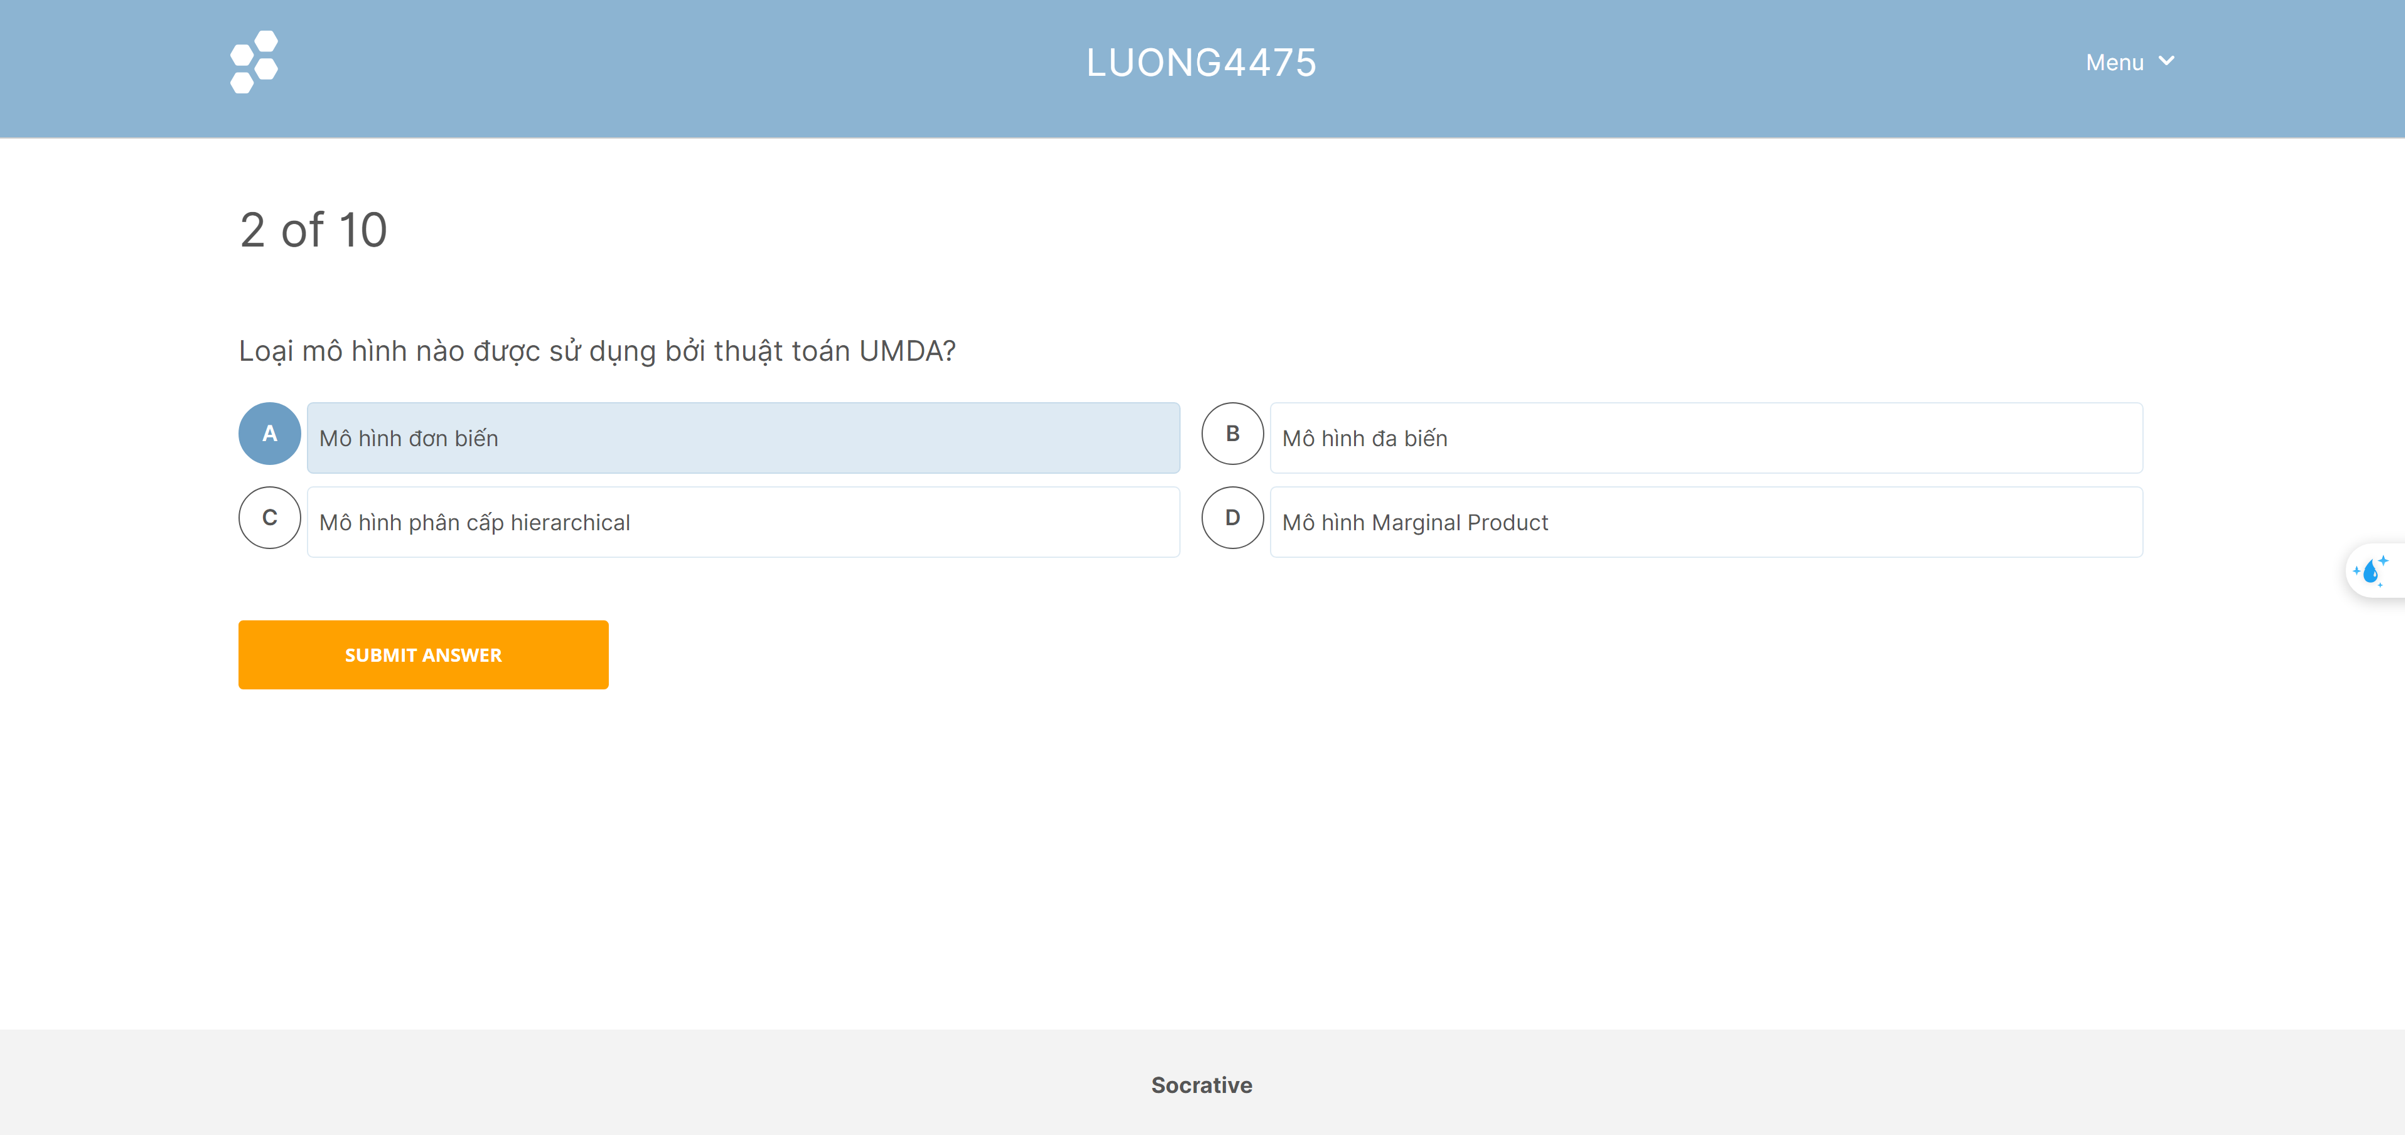 LUONG4475
Menu
2 of 10
Loại mô hình nào được sử dụng bởi thuật toán UMDA?
A Mô hình đơn biến
B Mô hình đa biến
C Mô hình phân cấp hierarchical
D Mô hình Marginal Product
SUBMIT ANSWER
Socrative